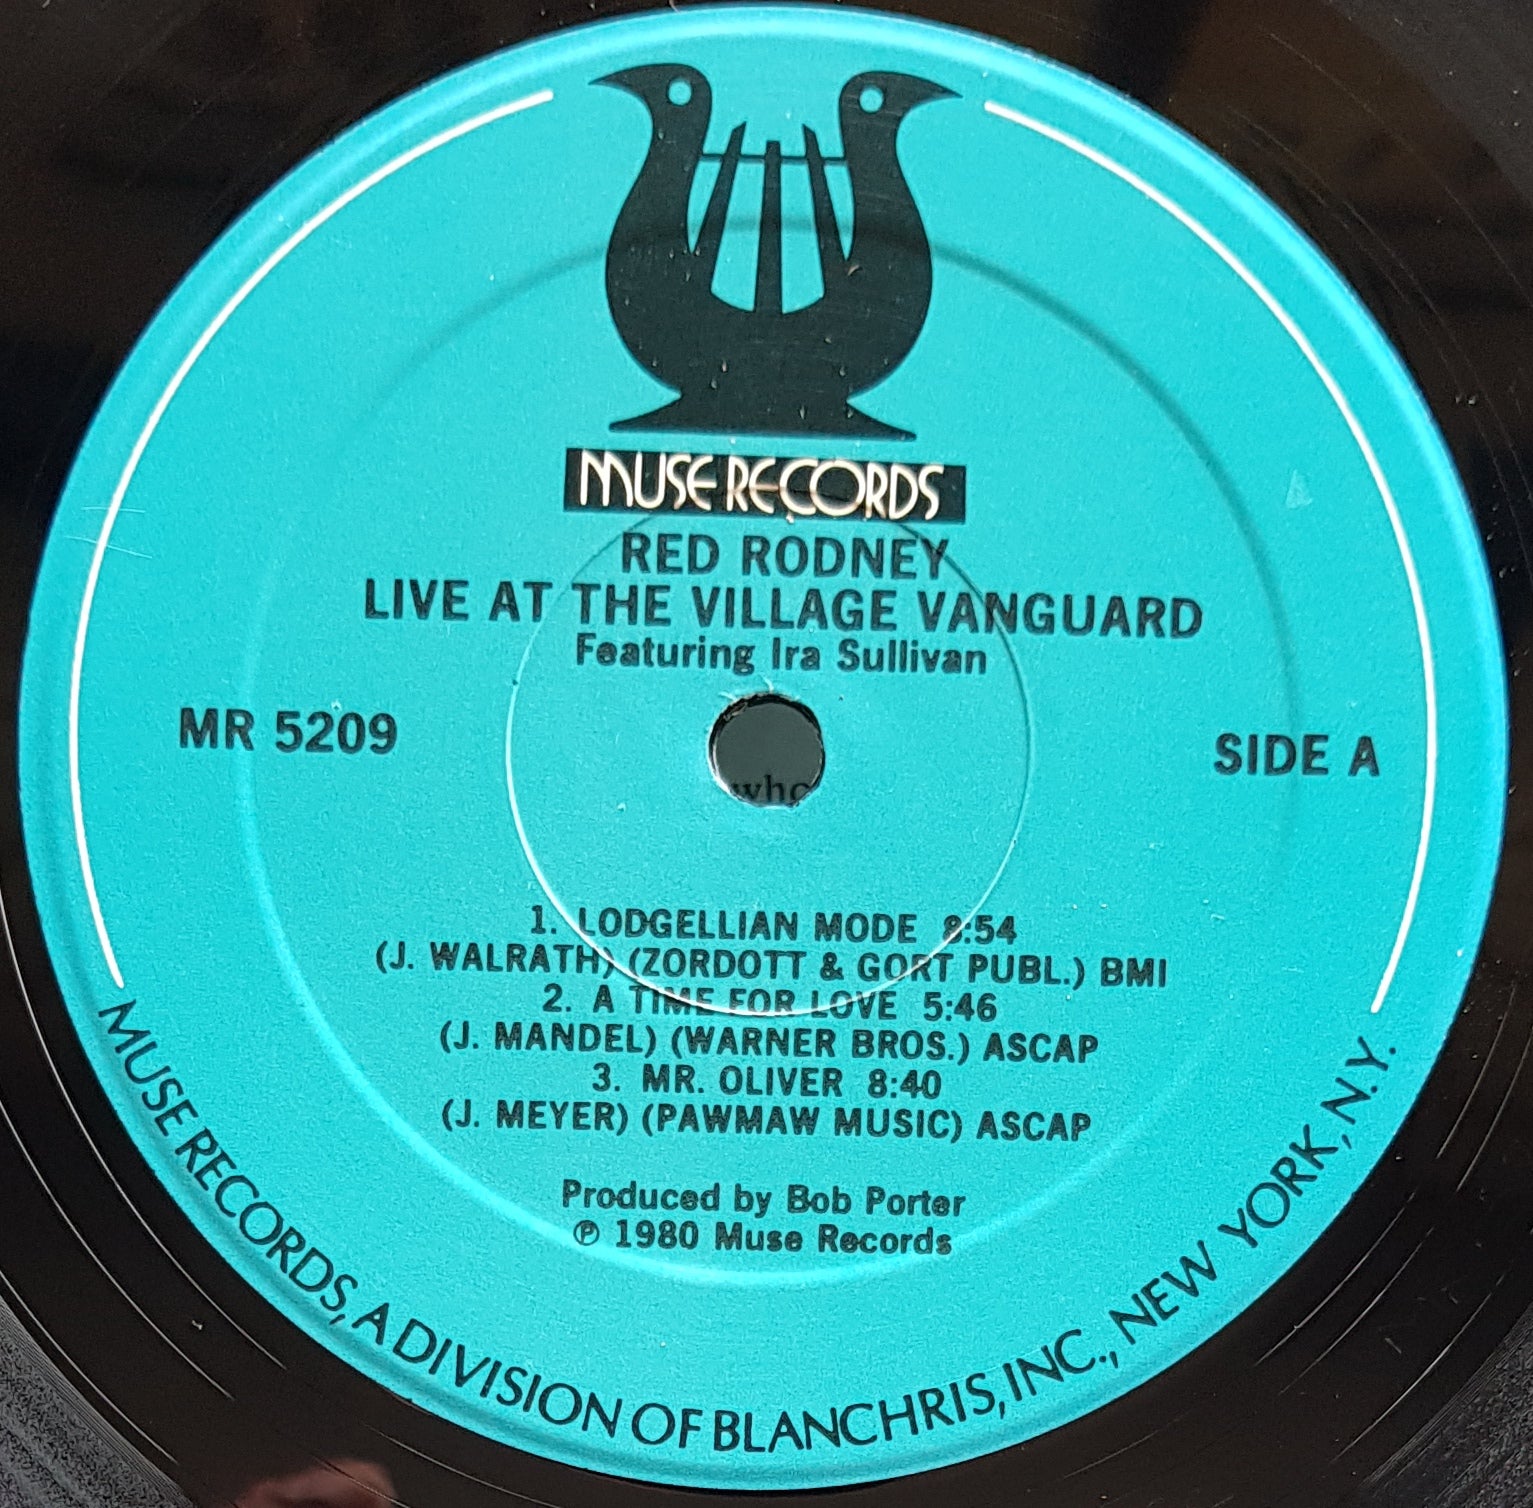 MUSE RECORDS
RED RODNEY
LIVE AT THE VILLAGE VANGUARD
Featuring Ira Sullivan
MR 5209
SIDE A
who
1. LODGELLIAN MODE 8:54
(J. WALRATH) (ZORDOTT & GORT PUBL.) BMI
2. A TIME FOR LOVE 5:46
(J. MANDEL) (WARNER BROS.) ASCAP
3. MR. OLIVER 8:40
(J. MEYER) (PAWMAW MUSIC) ASCAP
Produced by Bob Porter
℗ 1980 Muse Records
MUSE RECORDS, A DIVISION OF BLANCHRIS, INC., NEW YORK, N.Y.